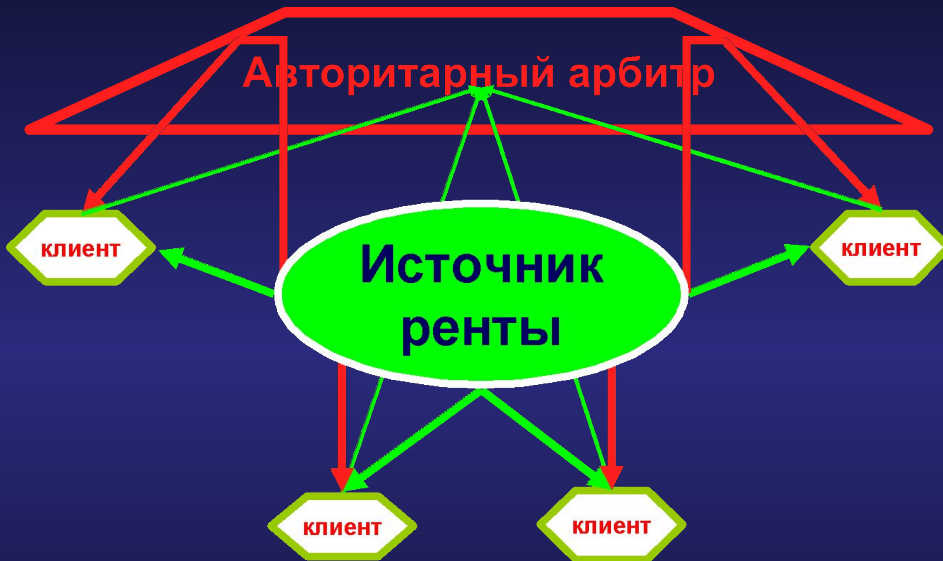 Авторитарный арбитр
клиент
клиент
Источник
ренты
клиент
клиент